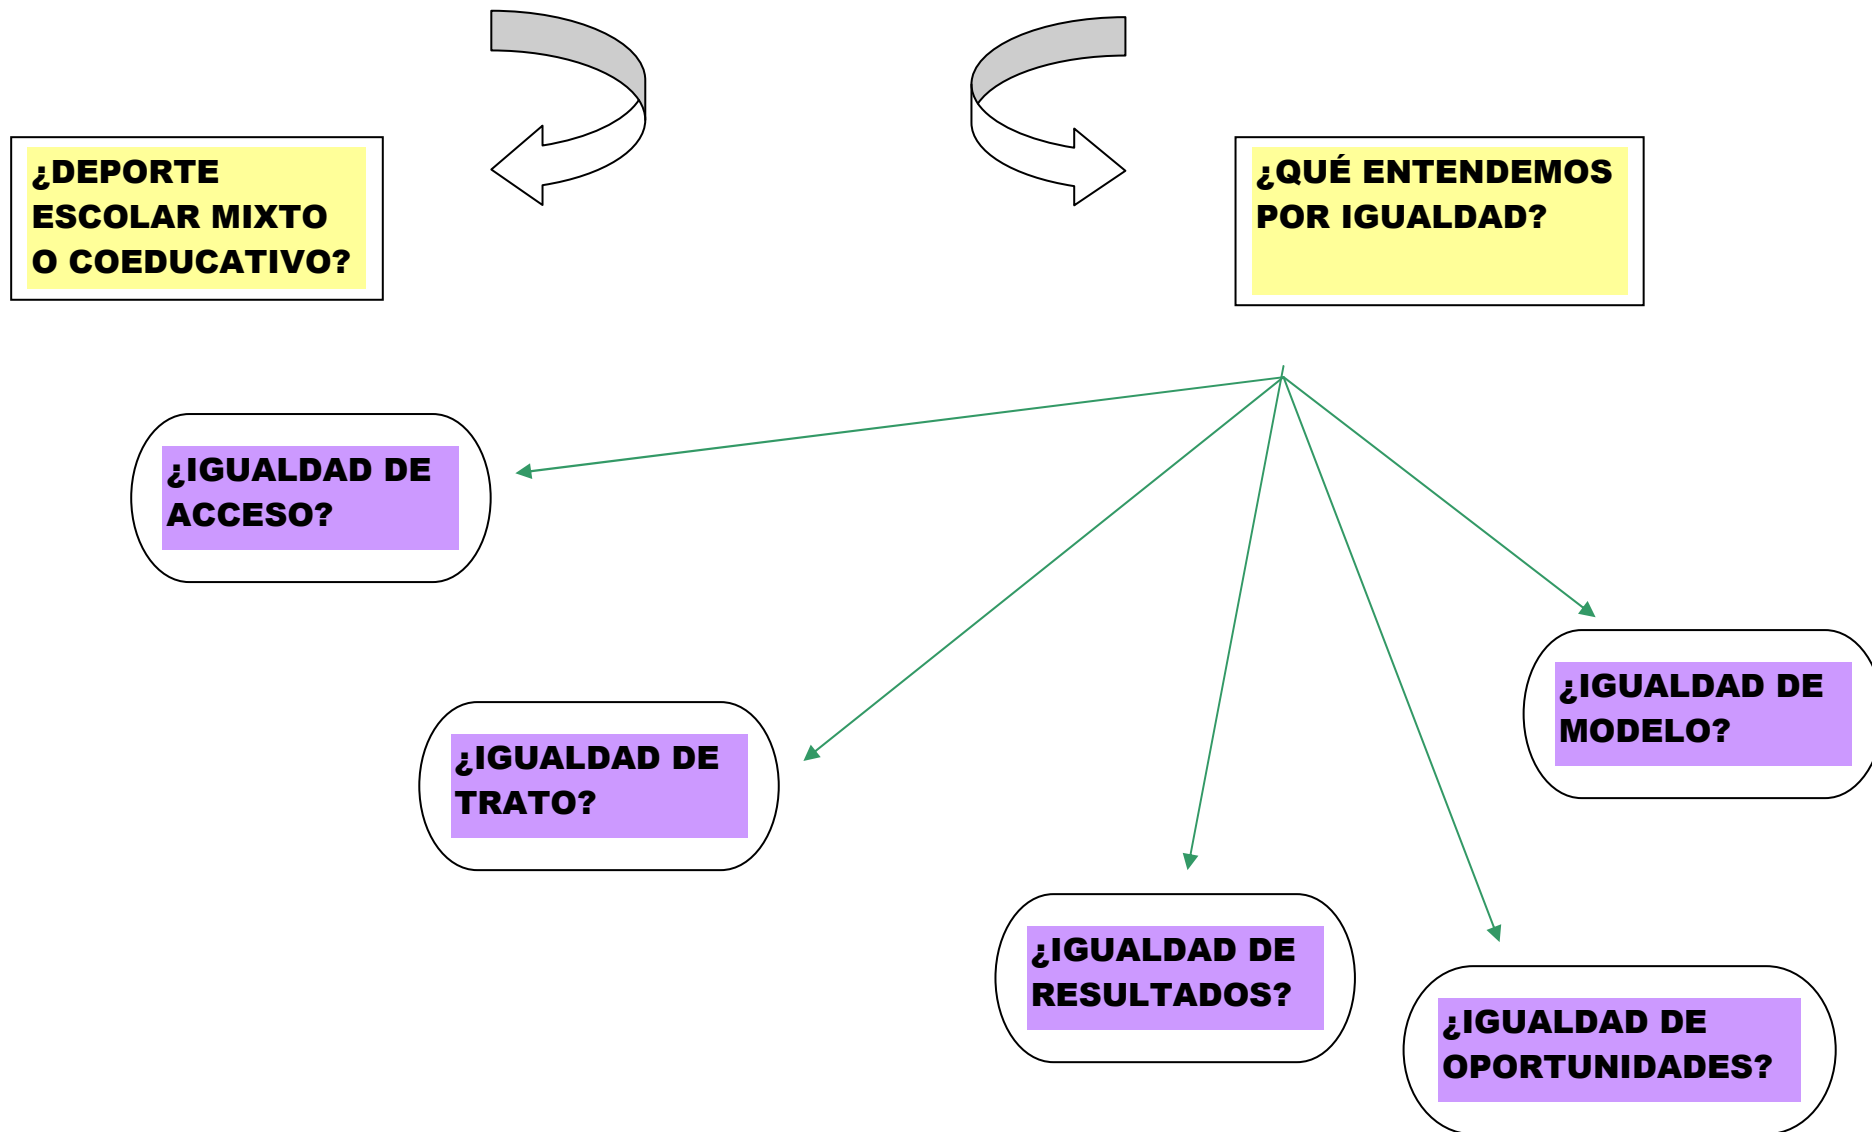 ¿DEPORTE
ESCOLAR MIXTO
O COEDUCATIVO?
¿QUÉ ENTENDEMOS
POR IGUALDAD?
¿IGUALDAD DE
ACCESO?
¿IGUALDAD DE
TRATO?
¿IGUALDAD DE
RESULTADOS?
¿IGUALDAD DE
OPORTUNIDADES?
¿IGUALDAD DE
MODELO?